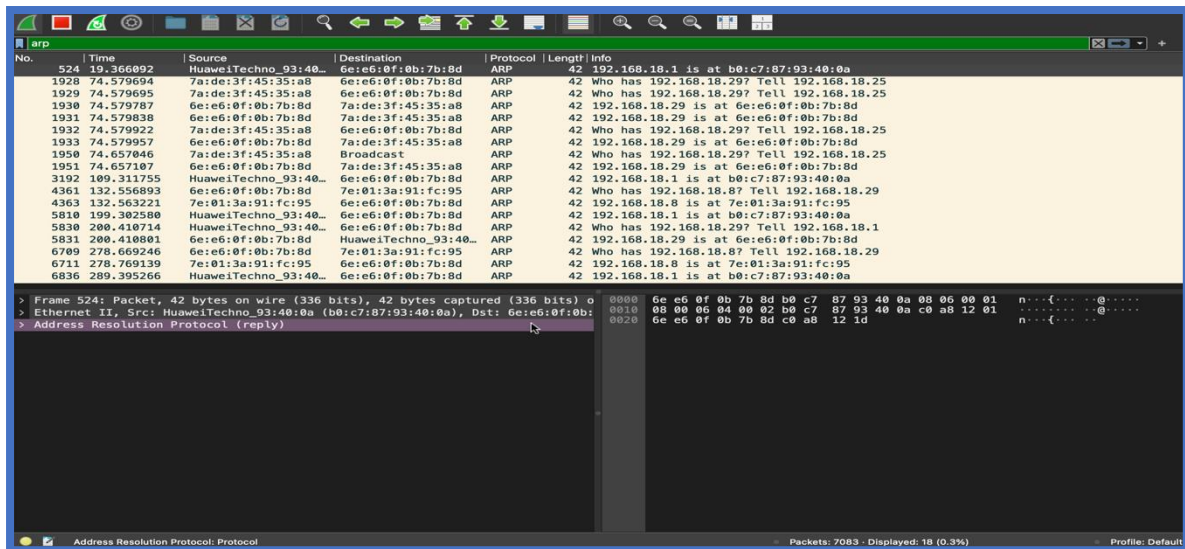 arp
No. Time Source Destination Protocol Length Info
524 19.366092 HuaweiTechno_93:40… 6e:e6:0f:0b:7b:8d ARP 42 192.168.18.1 is at b0:c7:87:93:40:0a
1928 74.579694 7a:de:3f:45:35:a8 6e:e6:0f:0b:7b:8d ARP 42 Who has 192.168.18.29? Tell 192.168.18.25
1929 74.579695 7a:de:3f:45:35:a8 6e:e6:0f:0b:7b:8d ARP 42 Who has 192.168.18.29? Tell 192.168.18.25
1930 74.579787 6e:e6:0f:0b:7b:8d 7a:de:3f:45:35:a8 ARP 42 192.168.18.29 is at 6e:e6:0f:0b:7b:8d
1931 74.579838 6e:e6:0f:0b:7b:8d 7a:de:3f:45:35:a8 ARP 42 192.168.18.29 is at 6e:e6:0f:0b:7b:8d
1932 74.579922 7a:de:3f:45:35:a8 6e:e6:0f:0b:7b:8d ARP 42 Who has 192.168.18.29? Tell 192.168.18.25
1933 74.579957 6e:e6:0f:0b:7b:8d 7a:de:3f:45:35:a8 ARP 42 192.168.18.29 is at 6e:e6:0f:0b:7b:8d
1950 74.657046 7a:de:3f:45:35:a8 Broadcast ARP 42 Who has 192.168.18.29? Tell 192.168.18.25
1951 74.657107 6e:e6:0f:0b:7b:8d 7a:de:3f:45:35:a8 ARP 42 192.168.18.29 is at 6e:e6:0f:0b:7b:8d
3192 109.311755 HuaweiTechno_93:40… 6e:e6:0f:0b:7b:8d ARP 42 192.168.18.1 is at b0:c7:87:93:40:0a
4361 132.556893 6e:e6:0f:0b:7b:8d 7e:01:3a:91:fc:95 ARP 42 Who has 192.168.18.8? Tell 192.168.18.29
4363 132.563221 7e:01:3a:91:fc:95 6e:e6:0f:0b:7b:8d ARP 42 192.168.18.8 is at 7e:01:3a:91:fc:95
5810 199.302580 HuaweiTechno_93:40… 6e:e6:0f:0b:7b:8d ARP 42 192.168.18.1 is at b0:c7:87:93:40:0a
5830 200.410714 HuaweiTechno_93:40… 6e:e6:0f:0b:7b:8d ARP 42 Who has 192.168.18.29? Tell 192.168.18.1
5831 200.410801 6e:e6:0f:0b:7b:8d HuaweiTechno_93:40… ARP 42 192.168.18.29 is at 6e:e6:0f:0b:7b:8d
6709 278.669246 6e:e6:0f:0b:7b:8d 7e:01:3a:91:fc:95 ARP 42 Who has 192.168.18.8? Tell 192.168.18.29
6711 278.769139 7e:01:3a:91:fc:95 6e:e6:0f:0b:7b:8d ARP 42 192.168.18.8 is at 7e:01:3a:91:fc:95
6836 289.395266 HuaweiTechno_93:40… 6e:e6:0f:0b:7b:8d ARP 42 192.168.18.1 is at b0:c7:87:93:40:0a
> Frame 524: Packet, 42 bytes on wire (336 bits), 42 bytes captured (336 bits) o
> Ethernet II, Src: HuaweiTechno_93:40:0a (b0:c7:87:93:40:0a), Dst: 6e:e6:0f:0b:
> Address Resolution Protocol (reply)
0000 6e e6 0f 0b 7b 8d b0 c7 87 93 40 0a 08 06 00 01 n···{··· ··@·····
0010 08 00 06 04 00 02 b0 c7 87 93 40 0a c0 a8 12 01 ········ ··@·····
0020 6e e6 0f 0b 7b 8d c0 a8 12 1d n···{··· ··
Address Resolution Protocol: Protocol Packets: 7083 · Displayed: 18 (0.3%) Profile: Default